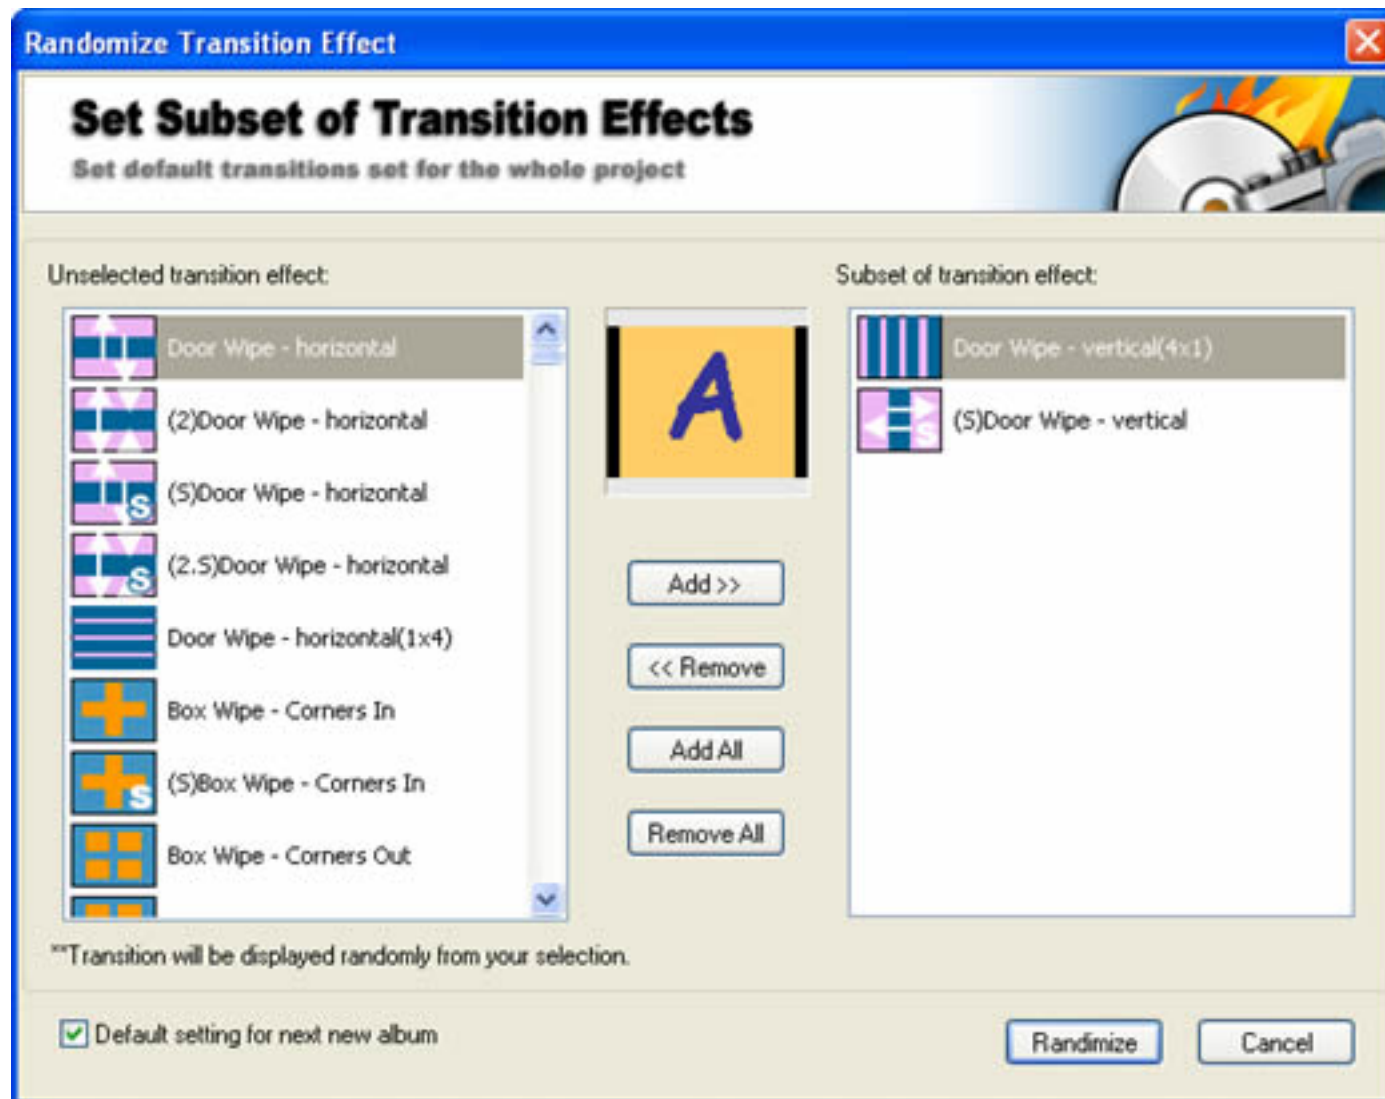 Randomize Transition Effect
Set Subset of Transition Effects
Set default transitions set for the whole project
Unselected transition effect:
Door Wipe - horizontal
(2)Door Wipe - horizontal
(S)Door Wipe - horizontal
(2.S)Door Wipe - horizontal
Door Wipe - horizontal(1x4)
Box Wipe - Corners In
(S)Box Wipe - Corners In
Box Wipe - Corners Out
A
Add >>
<< Remove
Add All
Remove All
Subset of transition effect:
Door Wipe - vertical(4x1)
(S)Door Wipe - vertical
**Transition will be displayed randomly from your selection.
Default setting for next new album
Randimize
Cancel